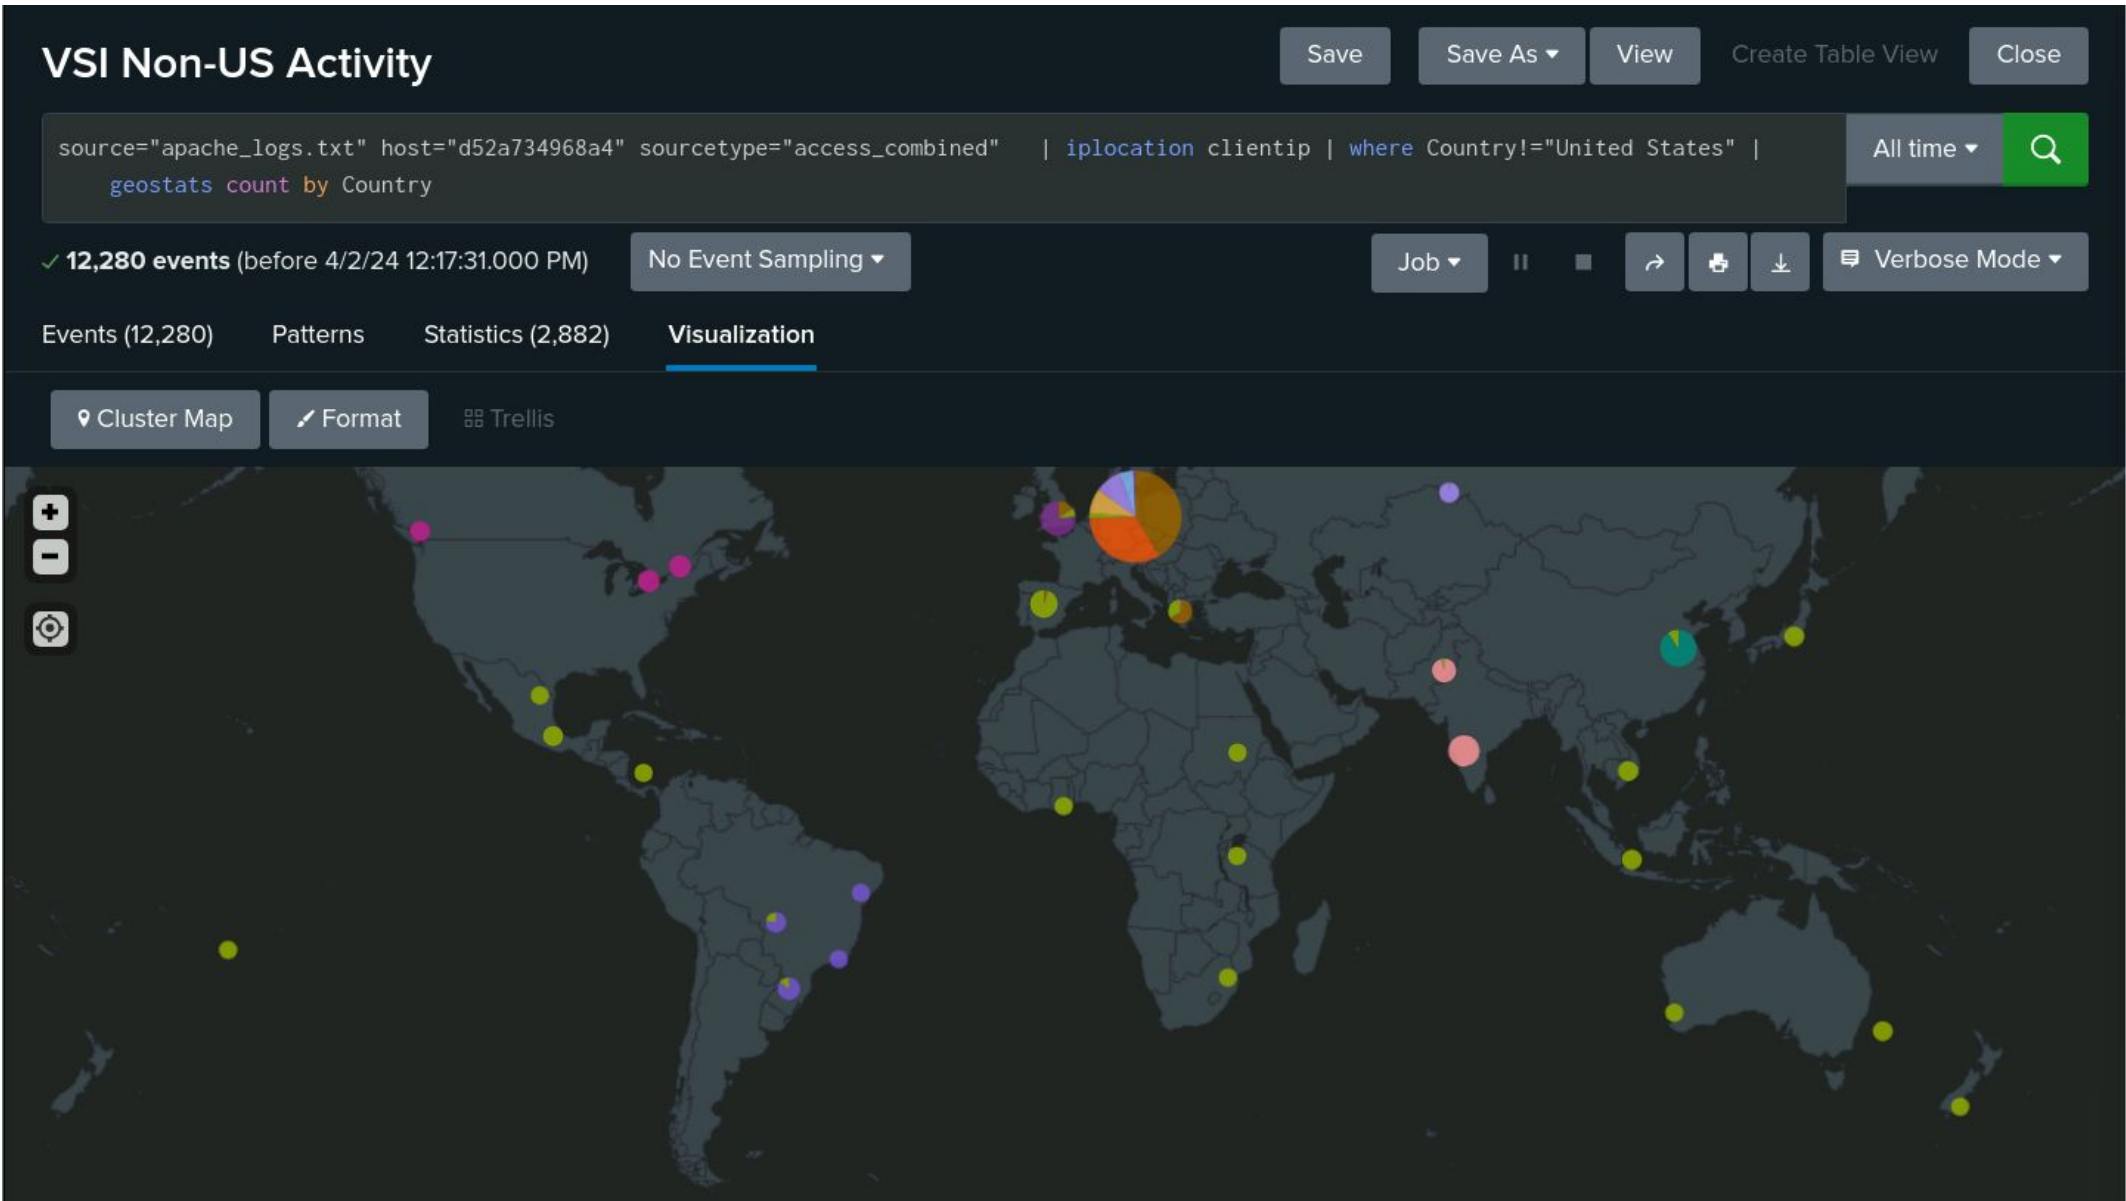 VSI Non-US Activity
Save
Save As
View
Create Table View
Close
source="apache_logs.txt" host="d52a734968a4" sourcetype="access_combined" | iplocation clientip | where Country!="United States" |
geostats count by Country
All time
12,280 events (before 4/2/24 12:17:31.000 PM)
No Event Sampling
Job
Verbose Mode
Events (12,280)
Patterns
Statistics (2,882)
Visualization
Cluster Map
Format
Trellis